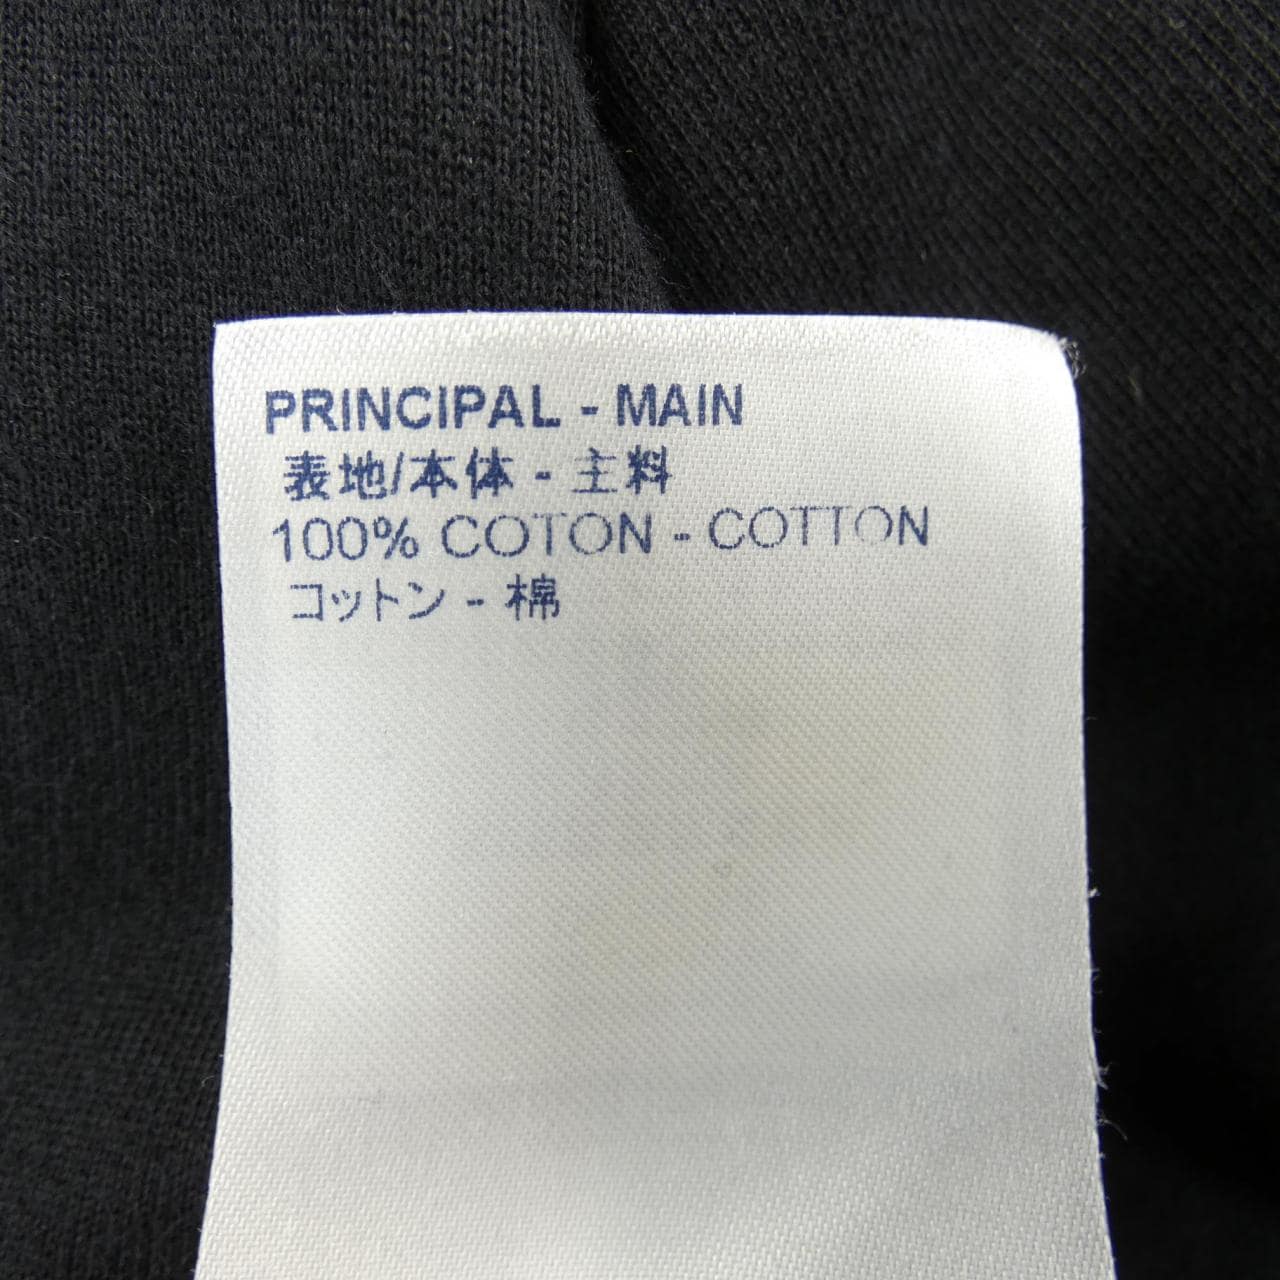 PRINCIPAL - MAIN
表地/本体 - 主料
100% COTON - COTTON
コットン - 棉